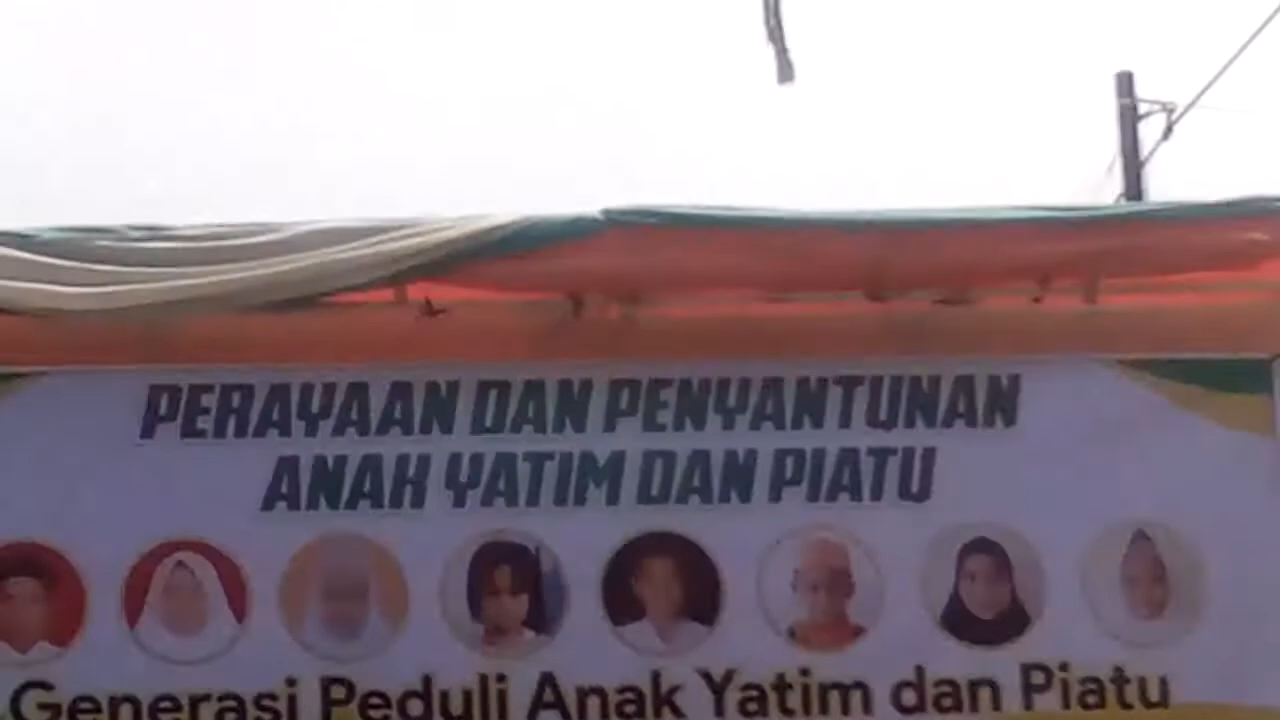 PERAYAAN DAN PENYANTUNAN
ANAK YATIM DAN PIATU
Generasi Peduli Anak Yatim dan Piatu